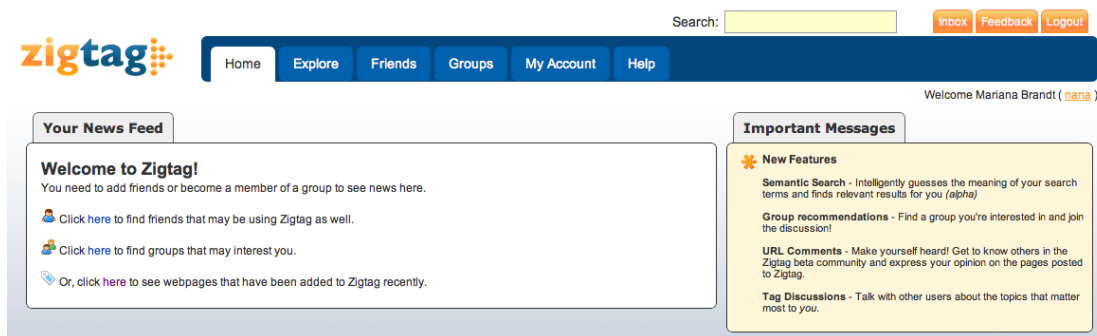 Search:
Inbox Feedback Logout
zigtag
Home Explore Friends Groups My Account Help
Welcome Mariana Brandt ( nana )
Your News Feed
Welcome to Zigtag!
You need to add friends or become a member of a group to see news here.
Click here to find friends that may be using Zigtag as well.
Click here to find groups that may interest you.
Or, click here to see webpages that have been added to Zigtag recently.
Important Messages
New Features
Semantic Search - Intelligently guesses the meaning of your search
terms and finds relevant results for you (alpha)
Group recommendations - Find a group you're interested in and join
the discussion!
URL Comments - Make yourself heard! Get to know others in the
Zigtag beta community and express your opinion on the pages posted
to Zigtag.
Tag Discussions - Talk with other users about the topics that matter
most to you.